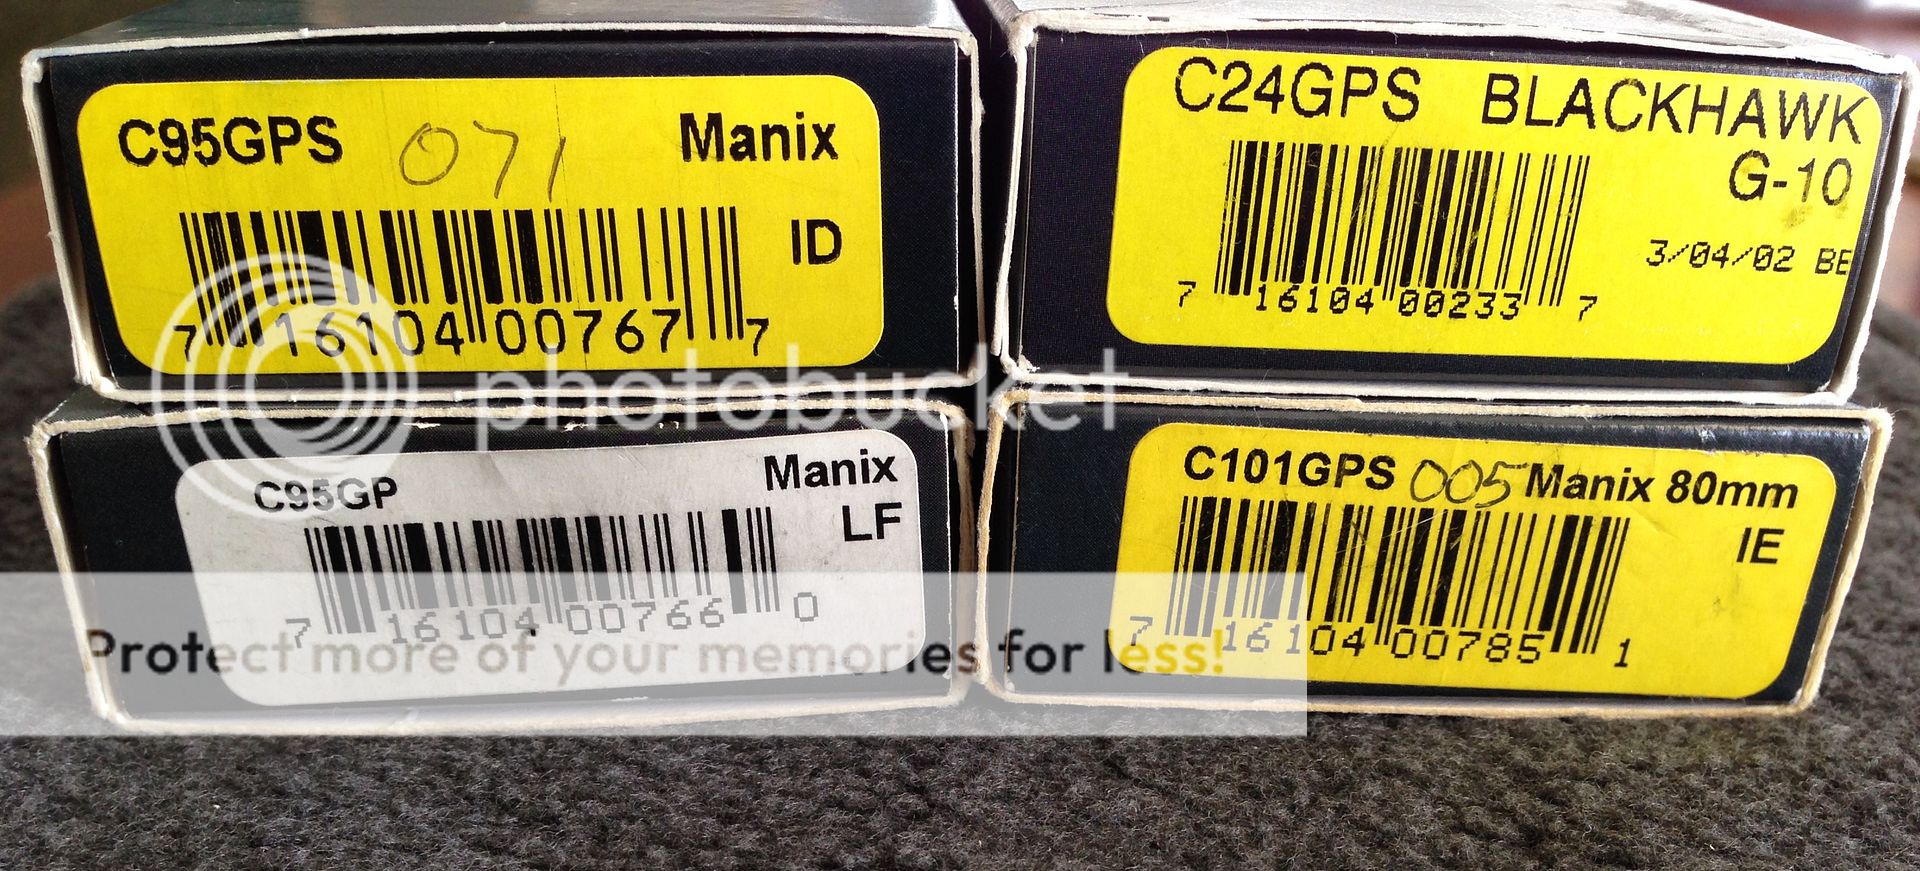 C95GPS 071 Manix
ID
7 16104 00767 7
C24GPS BLACKHAWK
G-10
3/04/02 BE
7 16104 00233 7
photobucket
C95GP Manix
LF
7 16104 00766 0
C101GPS 005 Manix 80mm
IE
7 16104 00785 1
Protect more of your memories for less!